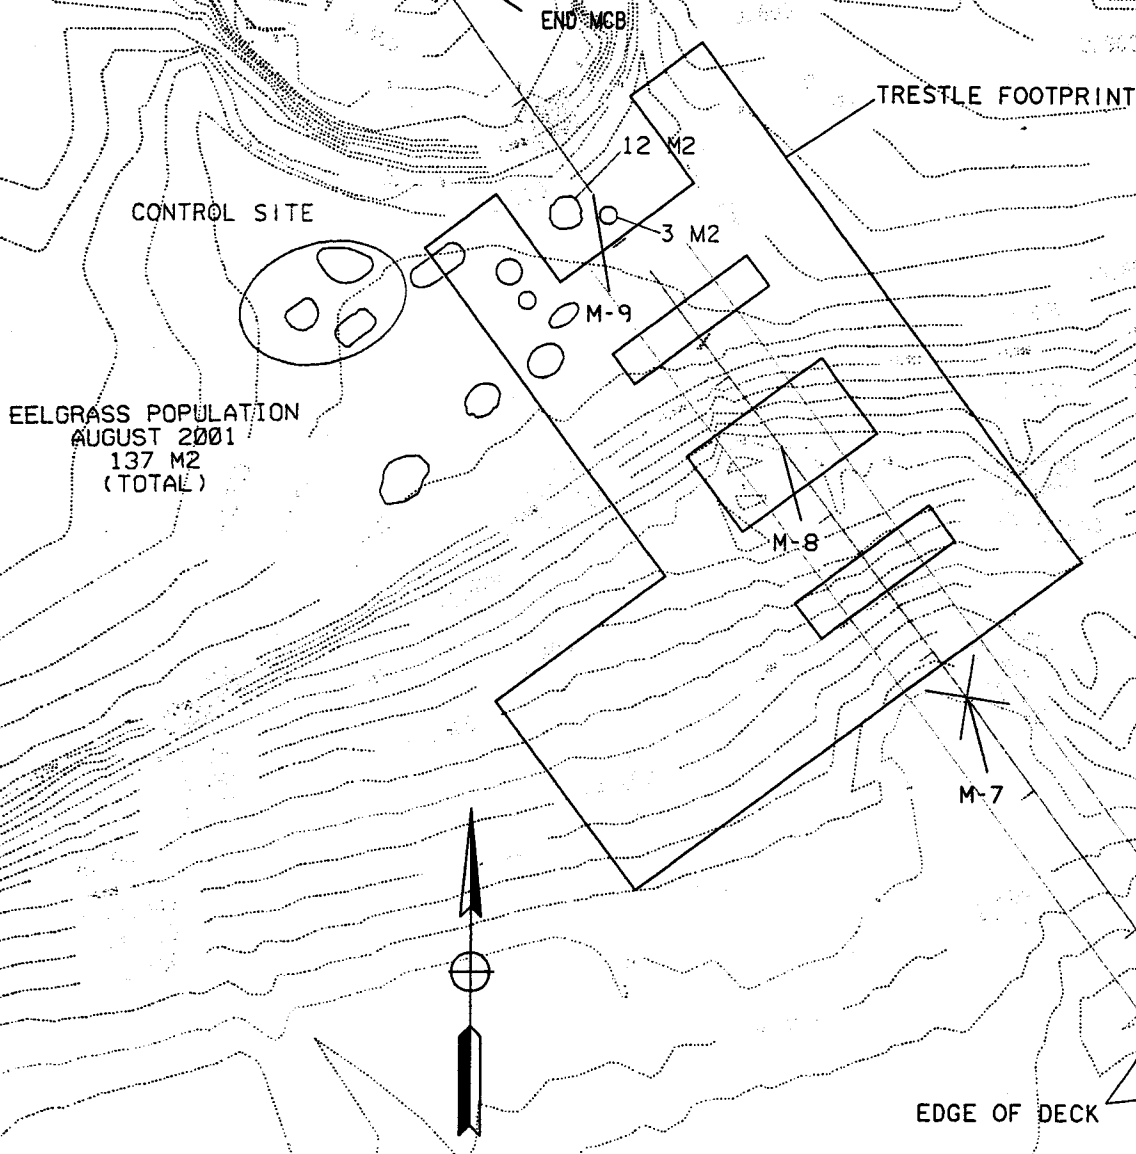 END MCB
TRESTLE FOOTPRINT
12 M2
CONTROL SITE
3 M2
M-9
EELGRASS POPULATION
AUGUST 2001
137 M2
(TOTAL)
M-8
M-7
EDGE OF DECK